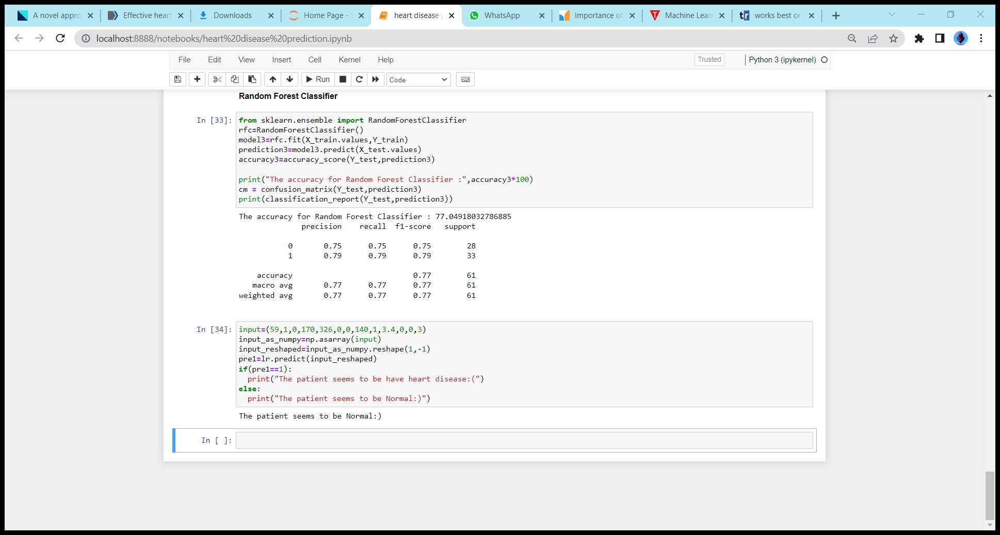 A novel appro
Effective heart
Downloads
Home Page - S
heart disease p
WhatsApp
Importance of
Machine Learn
works best or
localhost:8888/notebooks/heart%20disease%20prediction.ipynb
File Edit View Insert Cell Kernel Help Trusted Python 3 (ipykernel)
Run Code
Random Forest Classifier
In [33]: from sklearn.ensemble import RandomForestClassifier
rfc=RandomForestClassifier()
model3=rfc.fit(X_train.values,Y_train)
prediction3=model3.predict(X_test.values)
accuracy3=accuracy_score(Y_test,prediction3)
print("The accuracy for Random Forest Classifier :",accuracy3*100)
cm = confusion_matrix(Y_test,prediction3)
print(classification_report(Y_test,prediction3))
The accuracy for Random Forest Classifier : 77.04918032786885
precision recall f1-score support
0 0.75 0.75 0.75 28
1 0.79 0.79 0.79 33
accuracy 0.77 61
macro avg 0.77 0.77 0.77 61
weighted avg 0.77 0.77 0.77 61
In [34]: input=(59,1,0,170,326,0,0,140,1,3.4,0,0,3)
input_as_numpy=np.asarray(input)
input_reshaped=input_as_numpy.reshape(1,-1)
pre1=lr.predict(input_reshaped)
if(pre1==1):
print("The patient seems to be have heart disease:(")
else:
print("The patient seems to be Normal:)")
The patient seems to be Normal:)
In [ ]: